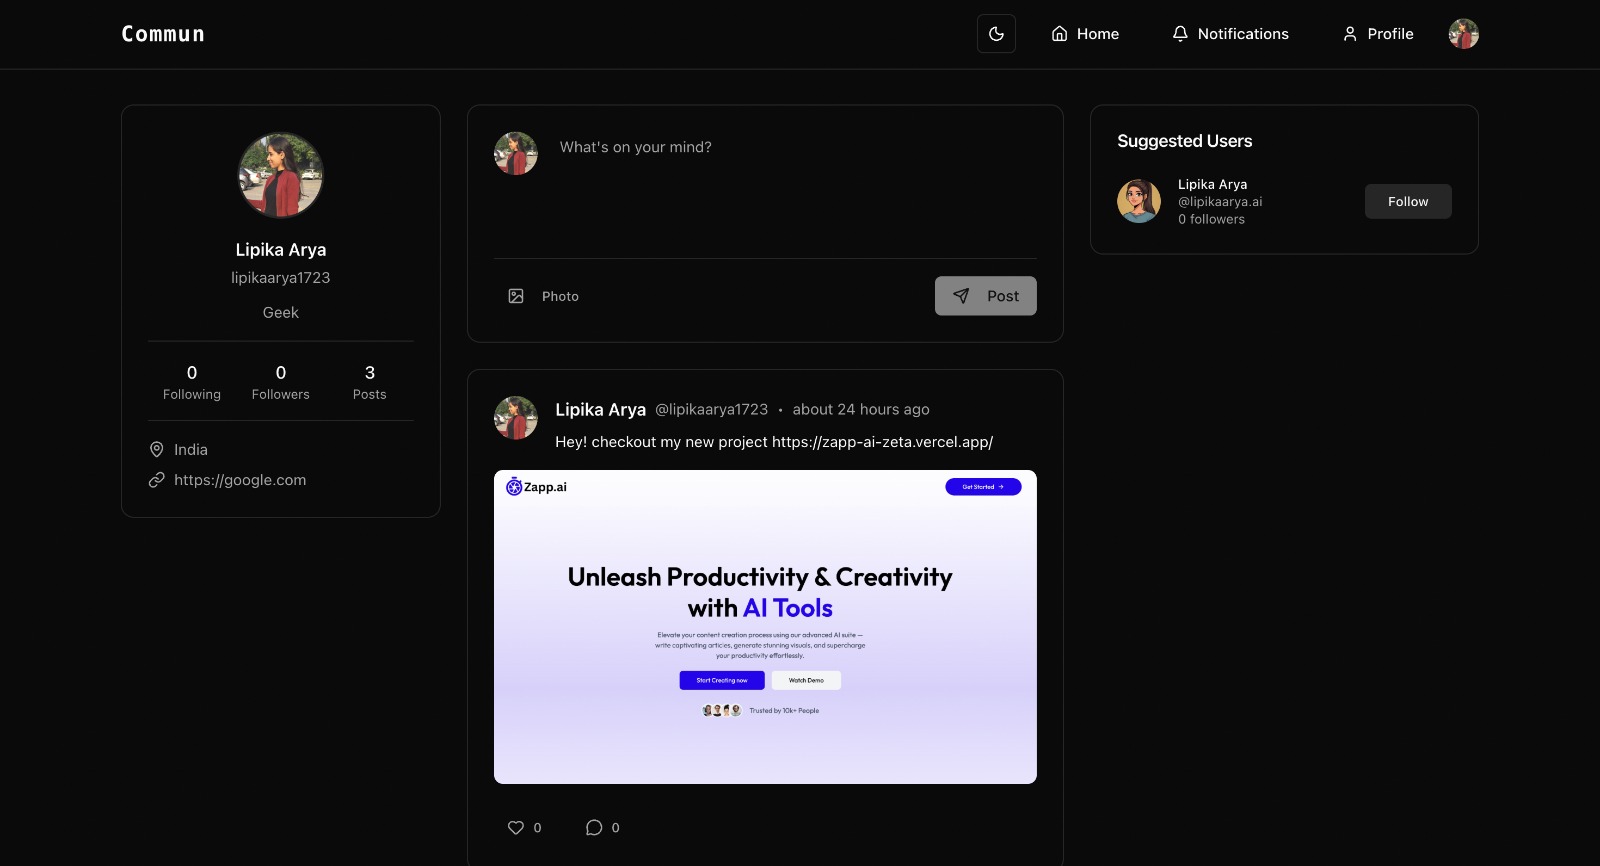 Commun
Home
Notifications
Profile
Lipika Arya
lipikaarya1723
Geek
0
Following
0
Followers
3
Posts
India
https://google.com
What's on your mind?
Photo
Post
Lipika Arya @lipikaarya1723 • about 24 hours ago
Hey! checkout my new project https://zapp-ai-zeta.vercel.app/
Zapp.ai
Get Started →
Unleash Productivity & Creativity
with AI Tools
Elevate your content creation process using our advanced AI suite —
write captivating articles, generate stunning visuals, and supercharge
your productivity effortlessly.
Start Creating now
Watch Demo
Trusted by 10k+ People
0
0
Suggested Users
Lipika Arya
@lipikaarya.ai
0 followers
Follow